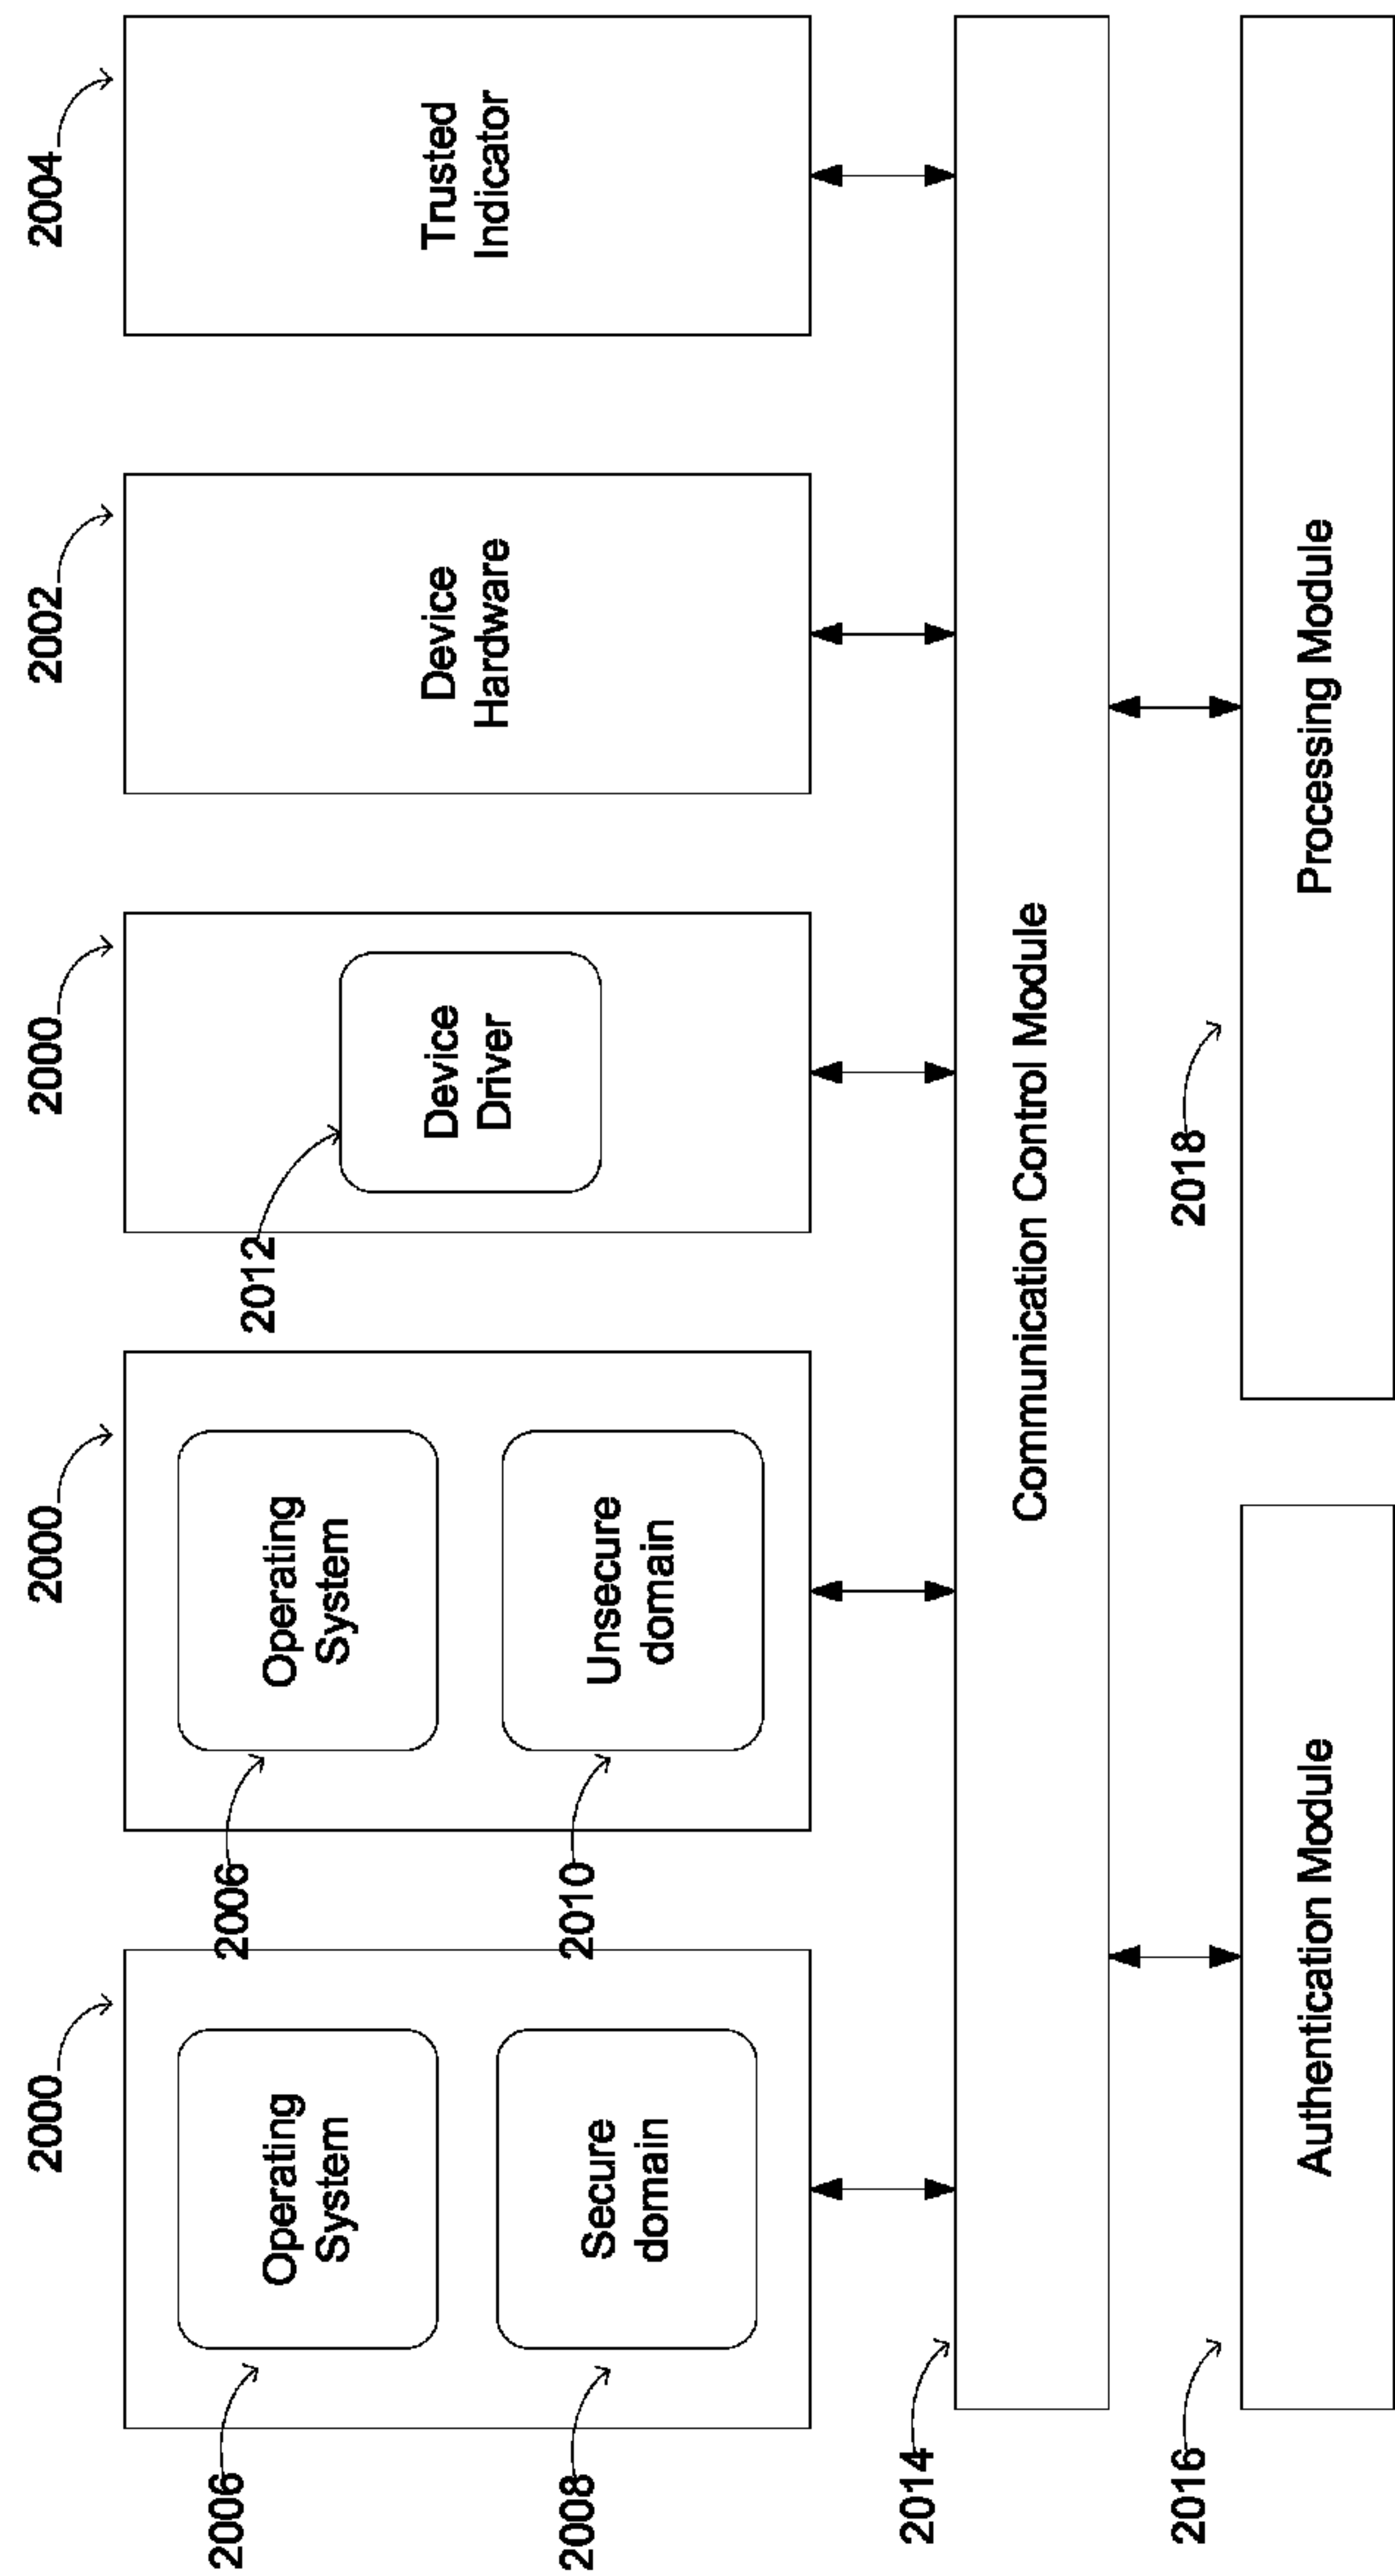 2000
2000
2000
2002
2004
2006
Operating
System
2006
Operating
System
2012
Device
Driver
Device
Hardware
Trusted
Indicator
2008
Secure
domain
2010
Unsecure
domain
2014
Communication Control Module
2016
Authentication Module
2018
Processing Module